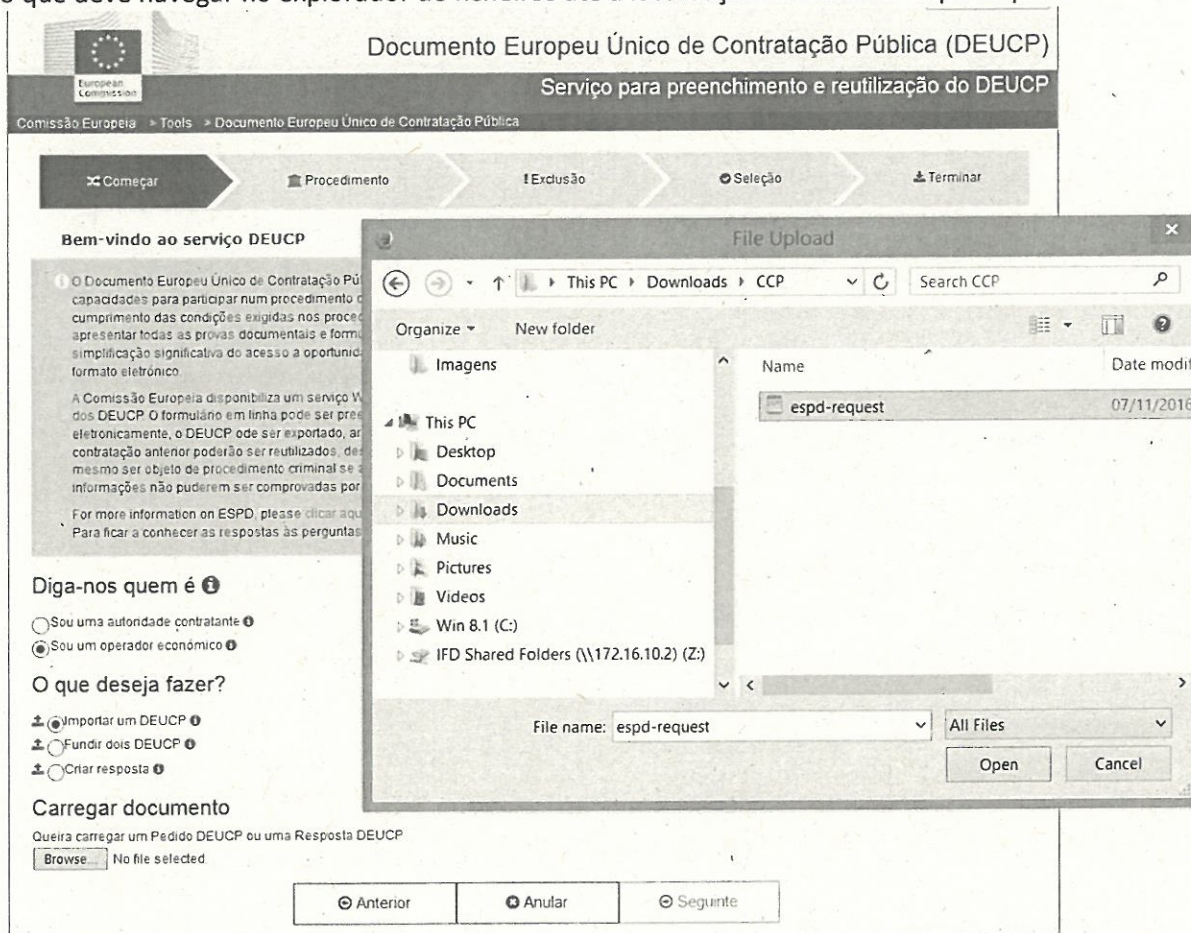 Documento Europeu Único de Contratação Pública (DEUCP)
European
Commission
Serviço para preenchimento e reutilização do DEUCP
Comissão Europeia > Tools > Documento Europeu Único de Contratação Pública
Começar
Procedimento
Exclusão
Seleção
Terminar
Bem-vindo ao serviço DEUCP
O Documento Europeu Único de Contratação Púl
capacidades para participar num procedimento d
cumprimento das condições exigidas nos proced
apresentar todas as provas documentais e formu
simplificação significativa do acesso a oportunid
formato eletrónico.
A Comissão Europeia disponibiliza um serviço W
dos DEUCP O formulário em linha pode ser pree
eletronicamente, o DEUCP ode ser exportado, ar
contratação anterior poderão ser reutilizados, des
mesmo ser objeto de procedimento criminal se a
informações não puderem ser comprovadas por
For more information on ESPD, please clicar aqu
Para ficar a conhecer as respostas às perguntas
Diga-nos quem é
Sou uma autoridade contratante
Sou um operador económico
O que deseja fazer?
Importar um DEUCP
Fundir dois DEUCP
Criar resposta
Carregar documento
Queira carregar um Pedido DEUCP ou uma Resposta DEUCP
Browse... No file selected.
Anterior
Anular
Seguinte
File Upload
This PC Downloads CCP
Search CCP
Organize New folder
Imagens
This PC
Desktop
Documents
Downloads
Music
Pictures
Videos
Win 8.1 (C:)
IFD Shared Folders (\\172.16.10.2) (Z:)
Name Date modif
espd-request 07/11/2016
File name: espd-request
All Files
Open
Cancel